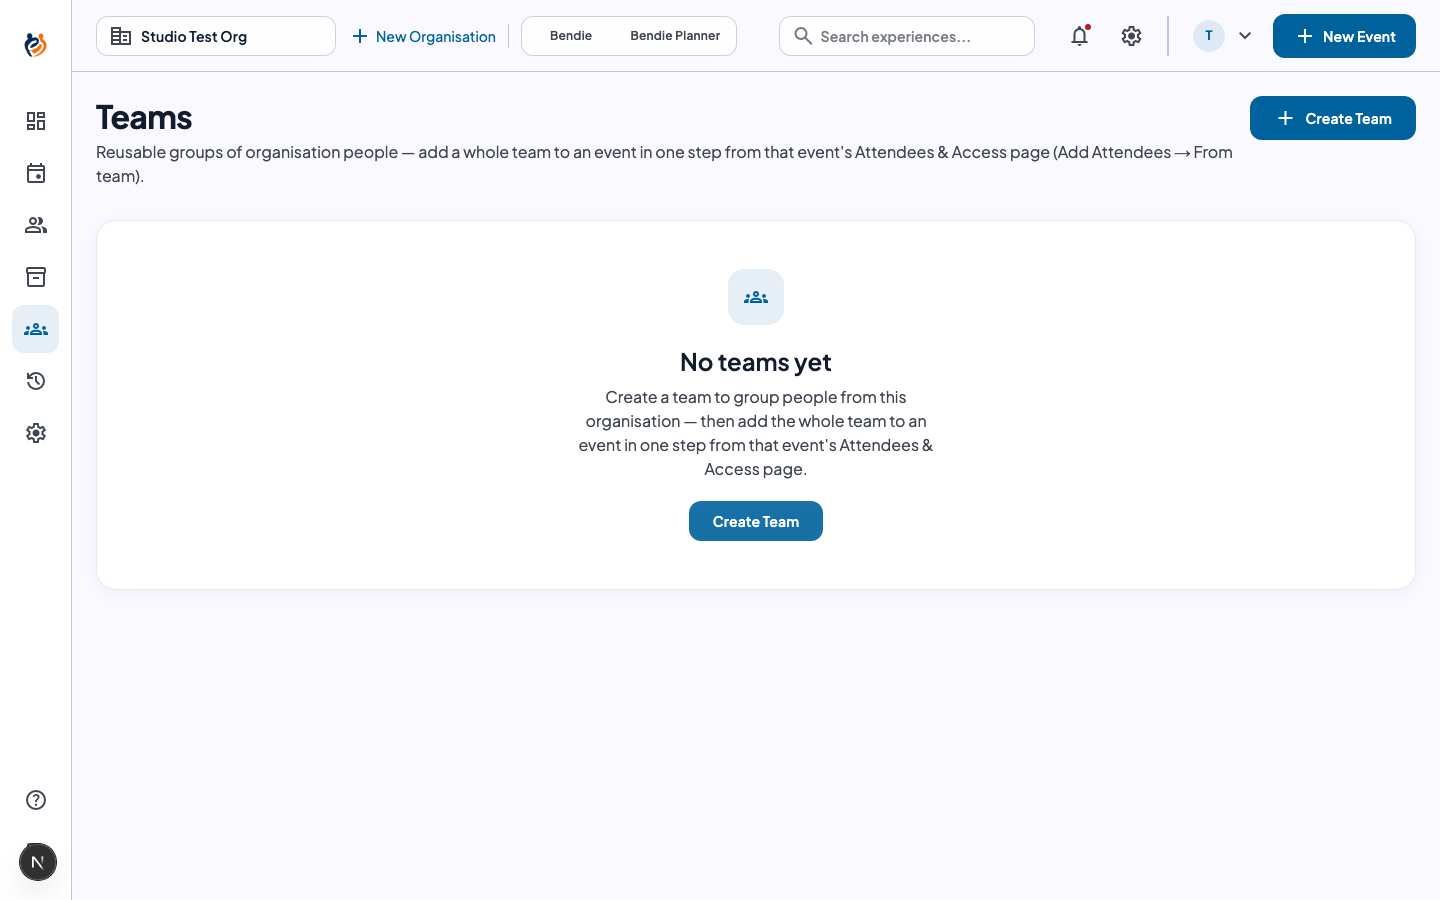 Studio Test Org
New Organisation
Bendie
Bendie Planner
Search experiences...
T
New Event
Teams
Create Team
Reusable groups of organisation people — add a whole team to an event in one step from that event's Attendees & Access page (Add Attendees → From
team).
No teams yet
Create a team to group people from this
organisation — then add the whole team to an
event in one step from that event's Attendees &
Access page.
Create Team
N